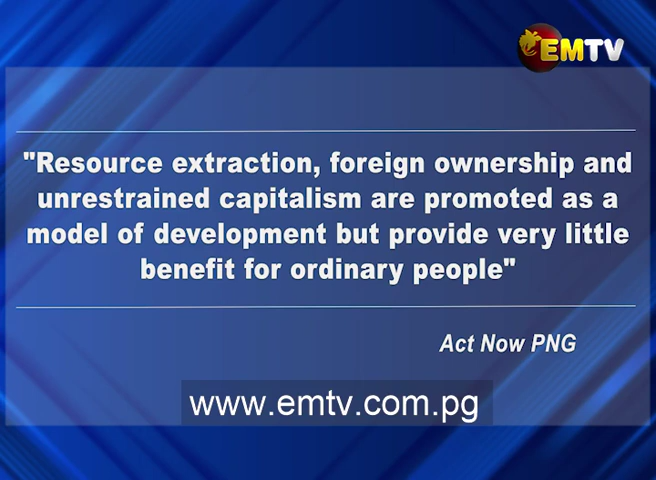 EMTV
"Resource extraction, foreign ownership and
unrestrained capitalism are promoted as a
model of development but provide very little
benefit for ordinary people"
Act Now PNG
www.emtv.com.pg